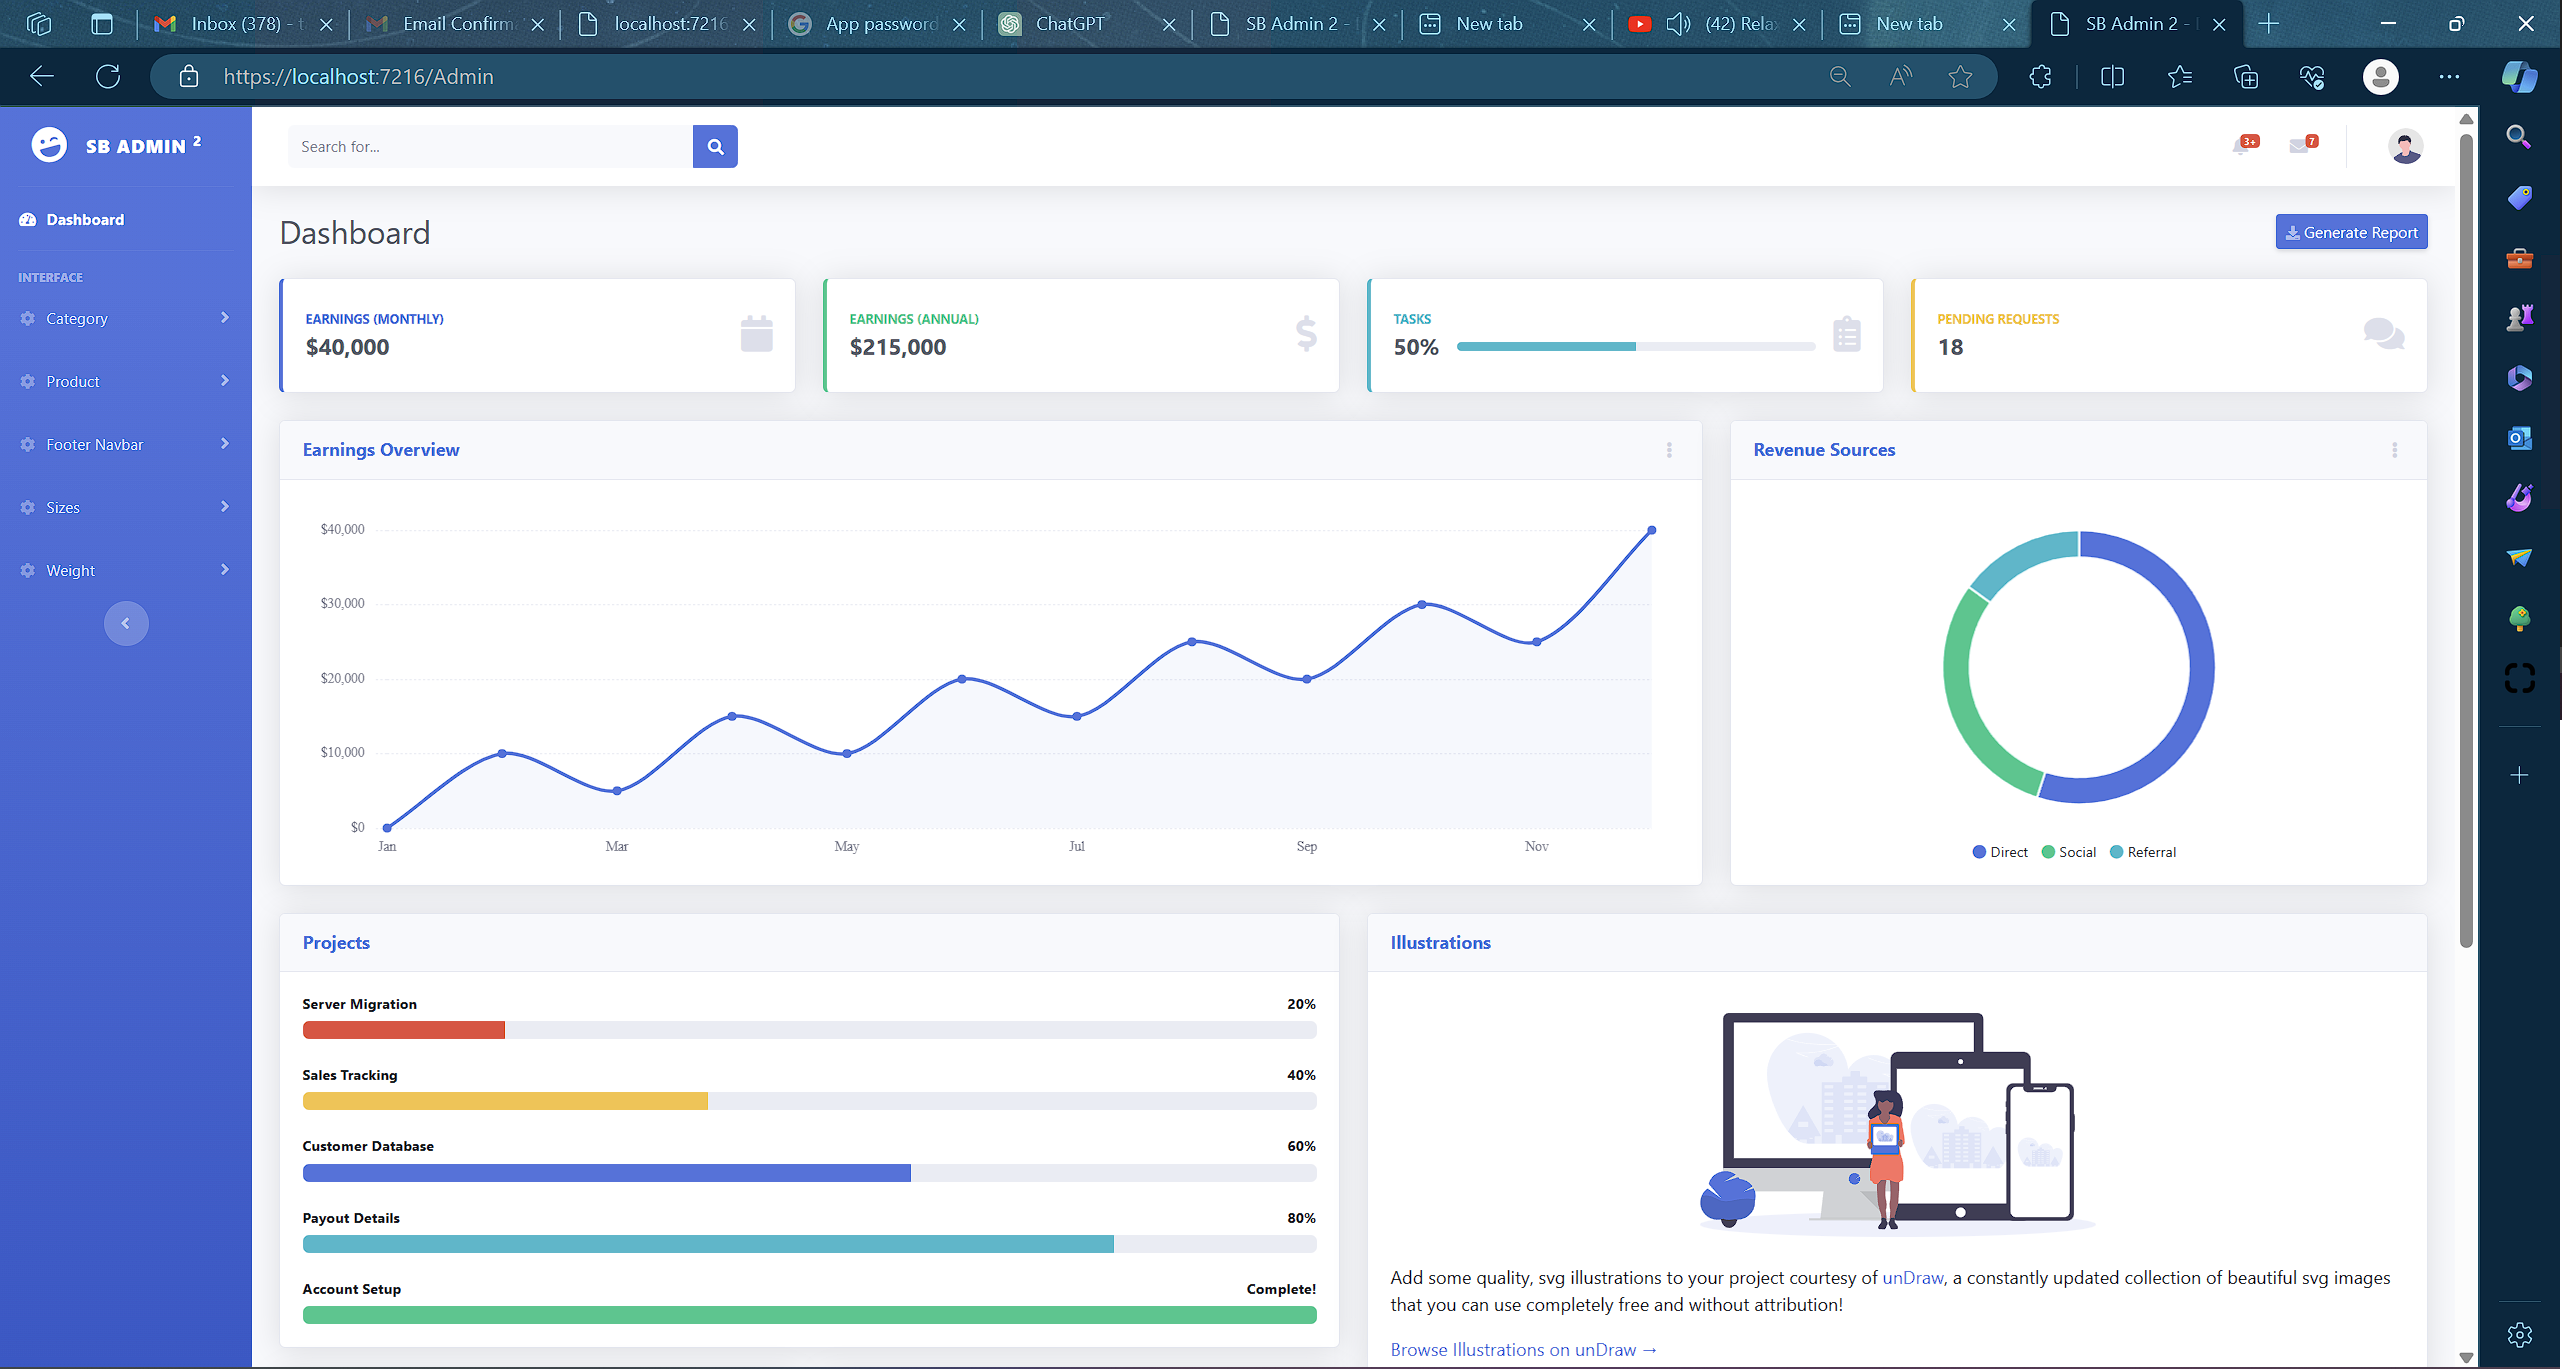 Inbox (378) - t
Email Confirm
localhost:7216
App password
ChatGPT
SB Admin 2 -
New tab
(42) Rela
New tab
SB Admin 2 -
https://localhost:7216/Admin
SB ADMIN 2
Search for...
3+
7
Dashboard
INTERFACE
Category
Product
Footer Navbar
Sizes
Weight
Dashboard
Generate Report
EARNINGS (MONTHLY)
$40,000
EARNINGS (ANNUAL)
$215,000
TASKS
50%
PENDING REQUESTS
18
Earnings Overview
$40,000
$30,000
$20,000
$10,000
$0
Jan Mar May Jul Sep Nov
Revenue Sources
Direct Social Referral
Projects
Server Migration 20%
Sales Tracking 40%
Customer Database 60%
Payout Details 80%
Account Setup Complete!
Illustrations
Add some quality, svg illustrations to your project courtesy of unDraw, a constantly updated collection of beautiful svg images
that you can use completely free and without attribution!
Browse Illustrations on unDraw →